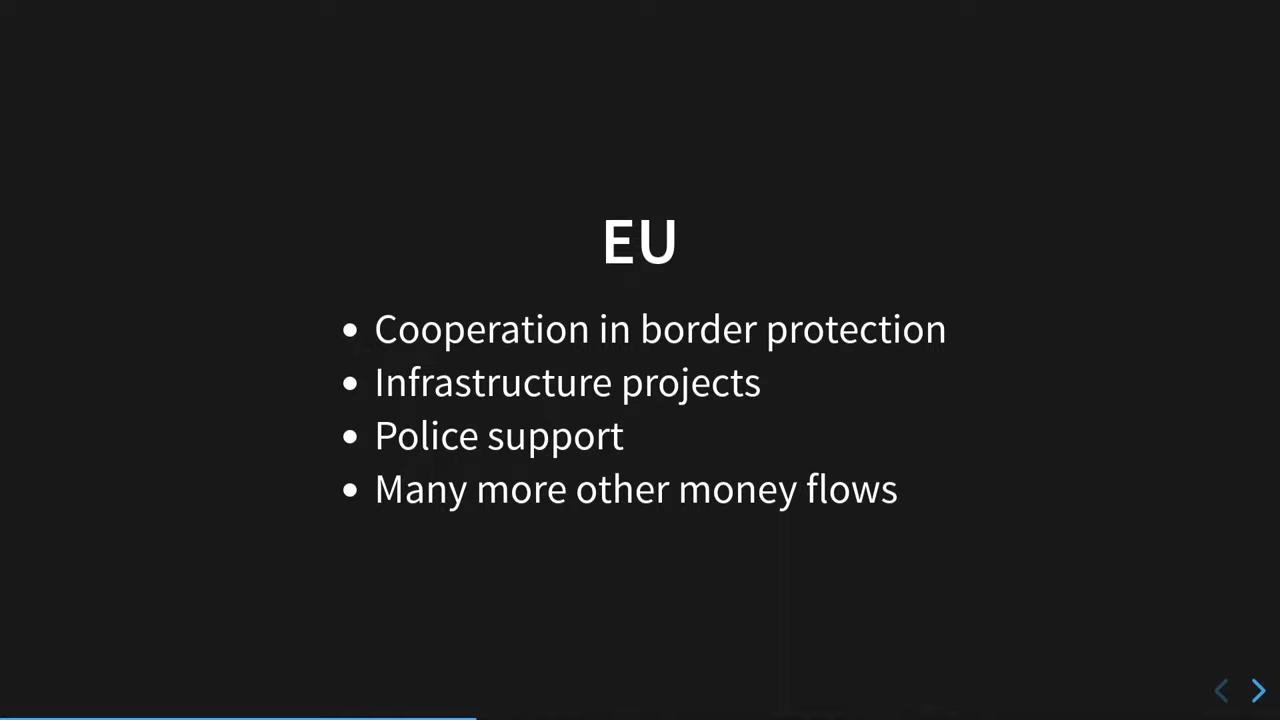 EU
Cooperation in border protection
Infrastructure projects
Police support
Many more other money flows